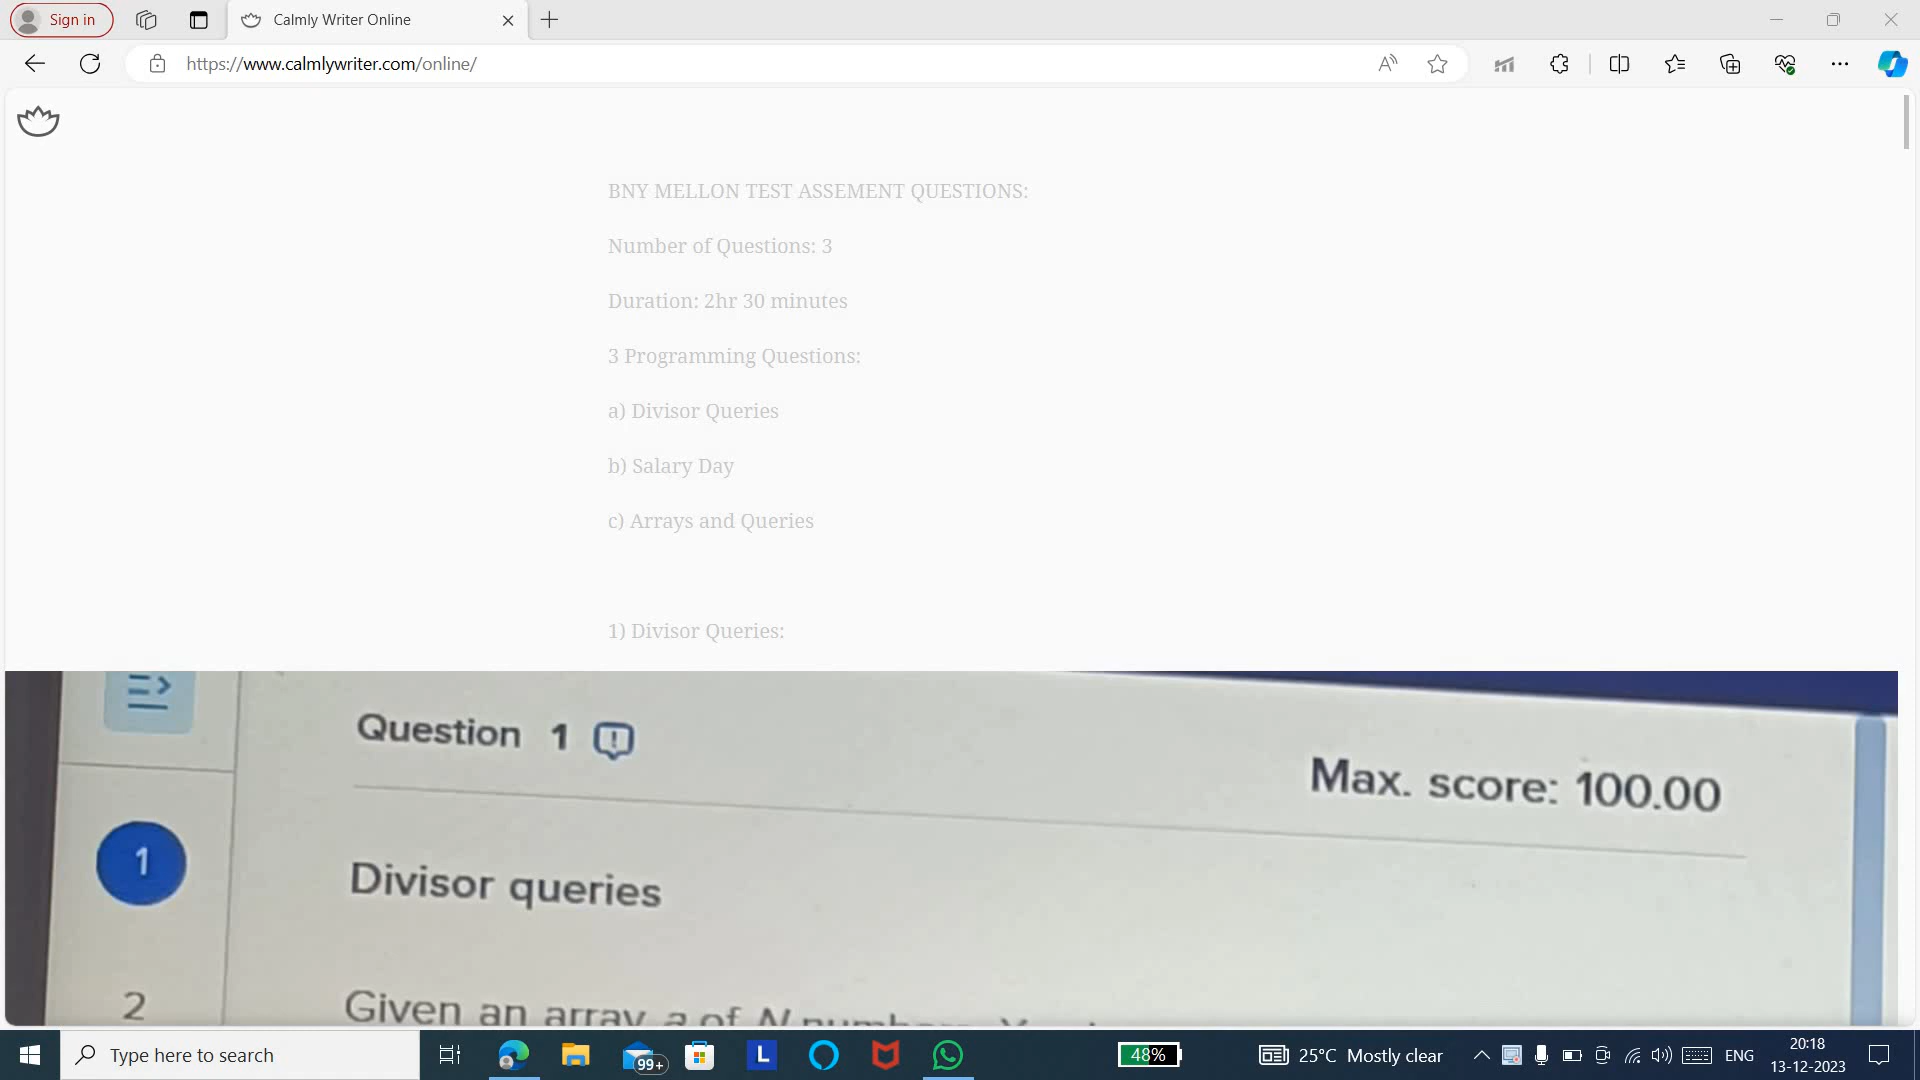 Sign in
Calmly Writer Online
https://www.calmlywriter.com/online/
BNY MELLON TEST ASSEMENT QUESTIONS:
Number of Questions: 3
Duration: 2hr 30 minutes
3 Programming Questions:
a) Divisor Queries
b) Salary Day
c) Arrays and Queries
1) Divisor Queries:
Question 1
Max. score: 100.00
1
Divisor queries
2
Given an array a of N
Type here to search
99+
L
48%
25°C Mostly clear
ENG
20:18
13-12-2023